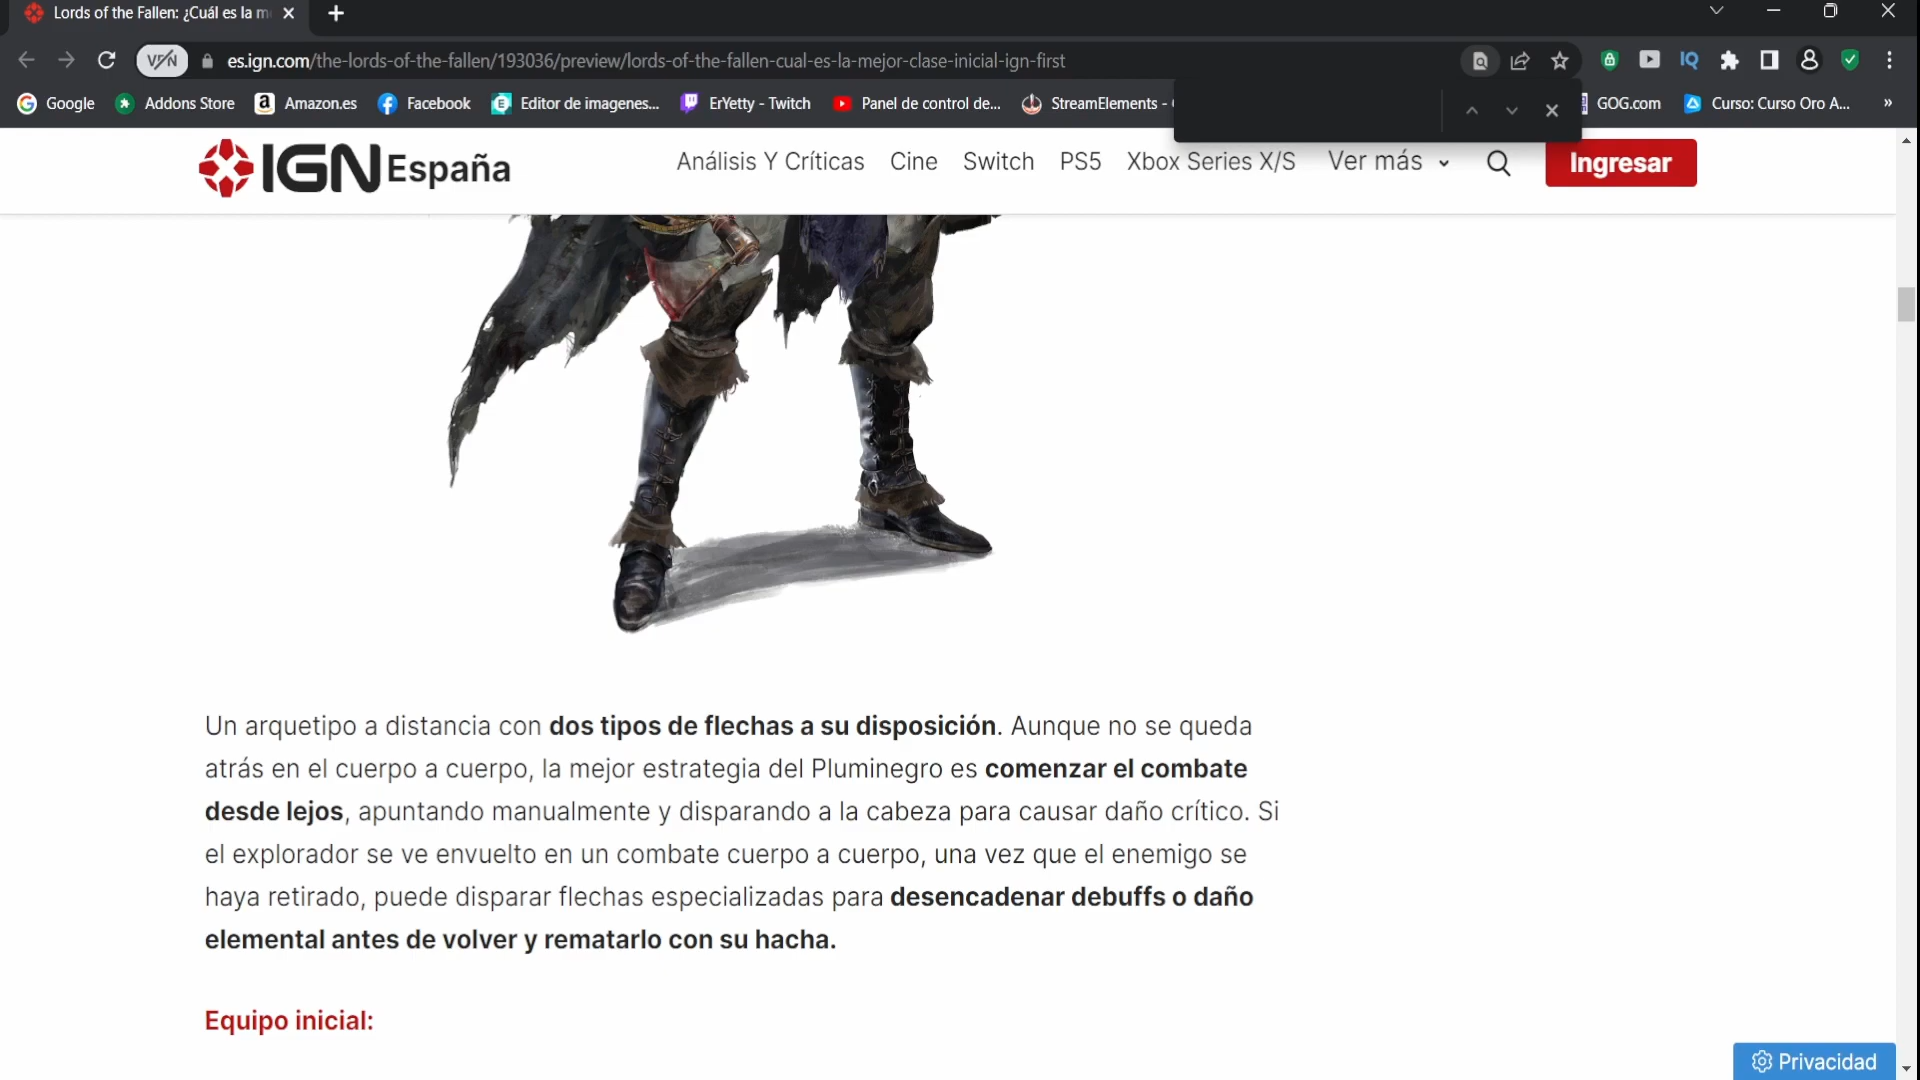 Lords of the Fallen: ¿Cuál es la m
VPN
es.ign.com/the-lords-of-the-fallen/193036/preview/lords-of-the-fallen-cual-es-la-mejor-clase-inicial-ign-first
IQ
Google
Addons Store
Amazon.es
Facebook
Editor de imagenes...
ErYetty - Twitch
Panel de control de...
StreamElements -
GOG.com
Curso: Curso Oro A...
»
IGN España
Análisis Y Críticas
Cine
Switch
PS5
Xbox Series X/S
Ver más
Ingresar
Un arquetipo a distancia con dos tipos de flechas a su disposición. Aunque no se queda
atrás en el cuerpo a cuerpo, la mejor estrategia del Pluminegro es comenzar el combate
desde lejos, apuntando manualmente y disparando a la cabeza para causar daño crítico. Si
el explorador se ve envuelto en un combate cuerpo a cuerpo, una vez que el enemigo se
haya retirado, puede disparar flechas especializadas para desencadenar debuffs o daño
elemental antes de volver y rematarlo con su hacha.
Equipo inicial:
Privacidad